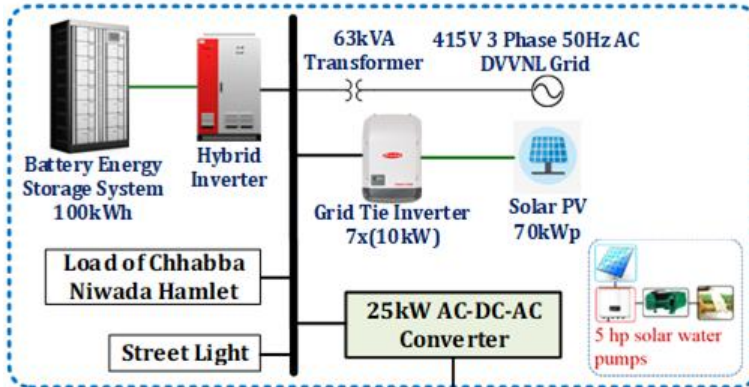 63kVA
Transformer
415V 3 Phase 50Hz AC
DVVNL Grid
Battery Energy
Storage System
100kWh
Hybrid
Inverter
Grid Tie Inverter
7x(10kW)
Solar PV
70kWp
Load of Chhabba
Niwada Hamlet
Street Light
25kW AC-DC-AC
Converter
5 hp solar water
pumps